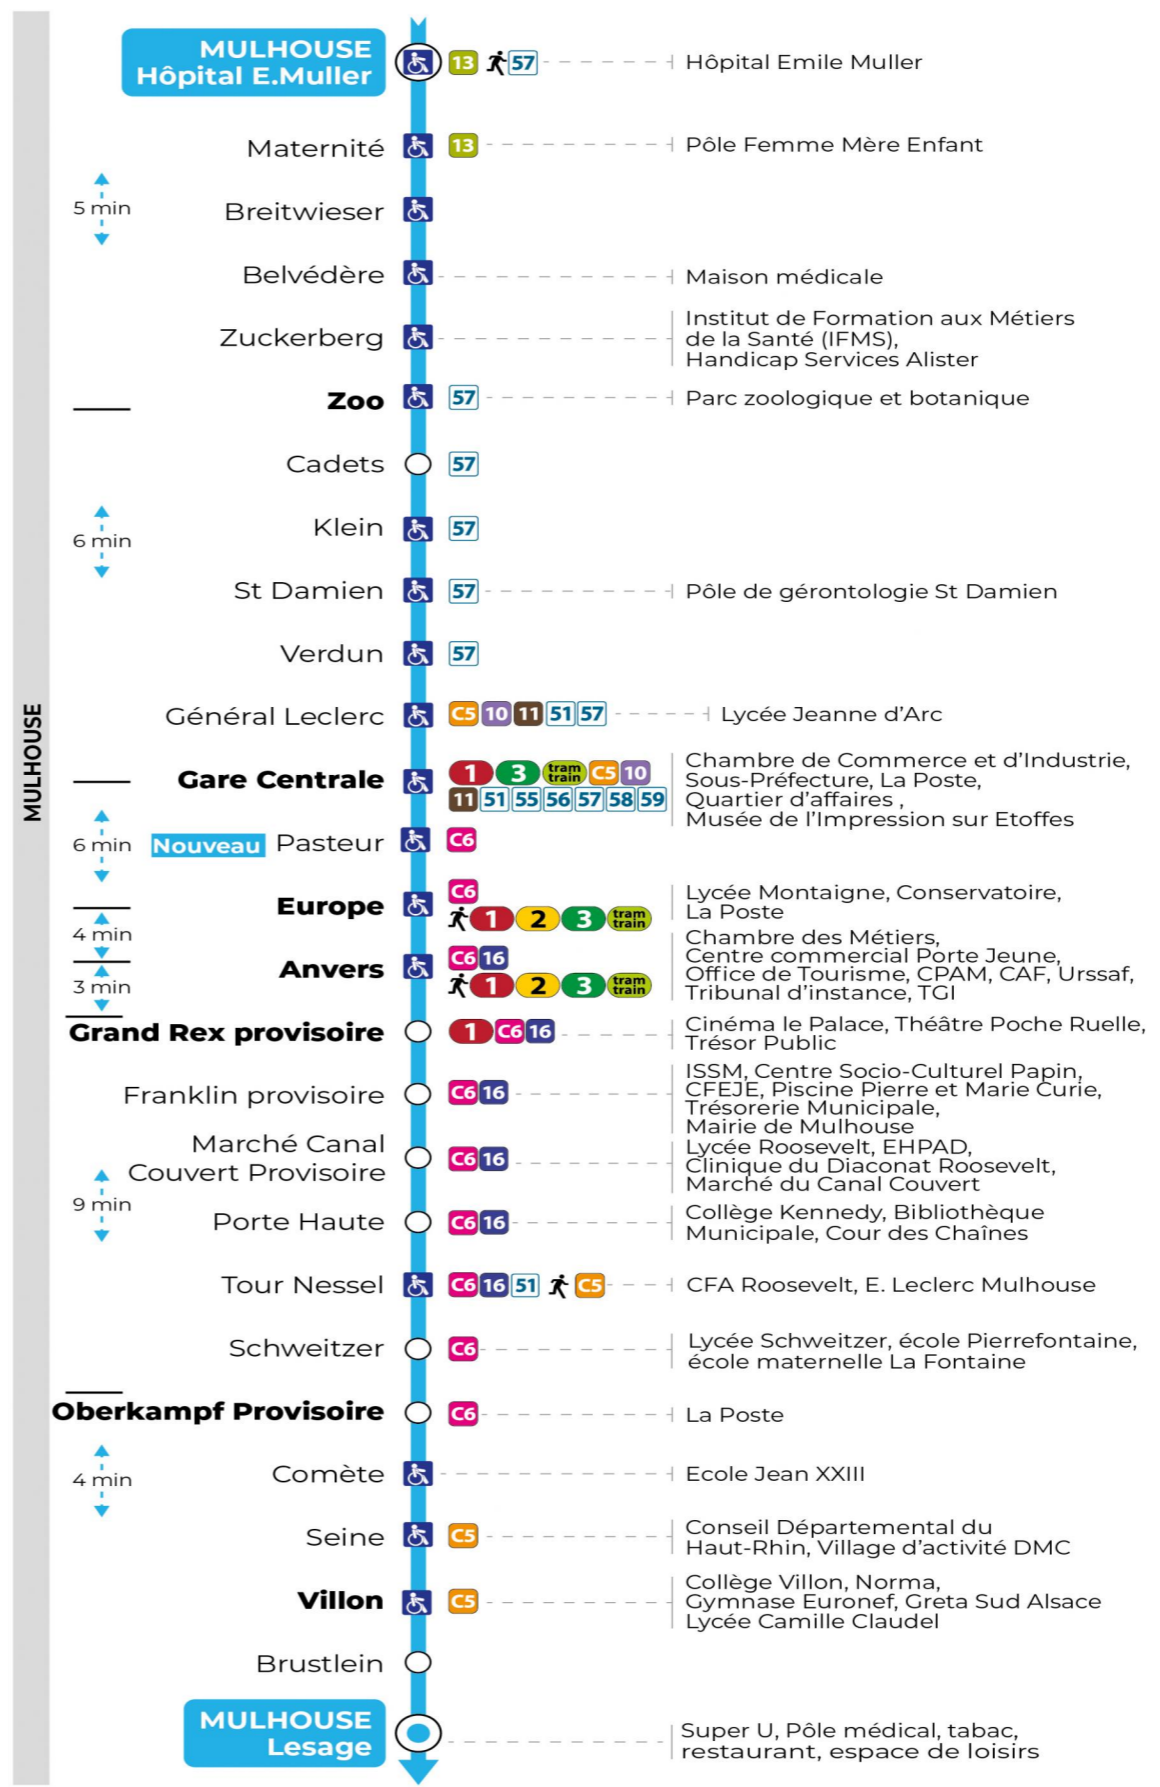 MULHOUSE
MULHOUSE
Hôpital E.Muller
13 57
Hôpital Emile Muller
Maternité
13
Pôle Femme Mère Enfant
5 min
Breitwieser
Belvédère
Maison médicale
Zuckerberg
Institut de Formation aux Métiers
de la Santé (IFMS),
Handicap Services Alister
Zoo
57
Parc zoologique et botanique
Cadets
57
6 min
Klein
57
St Damien
57
Pôle de gérontologie St Damien
Verdun
57
Général Leclerc
C5 10 11 51 57
Lycée Jeanne d’Arc
Gare Centrale
1 3 tram train C5 10
11 51 55 56 57 58 59
Chambre de Commerce et d’Industrie,
Sous-Préfecture, La Poste,
Quartier d’affaires ,
Musée de l’Impression sur Etoffes
6 min
Nouveau Pasteur
C6
Europe
C6
1 2 3 tram train
Lycée Montaigne, Conservatoire,
La Poste
4 min
Anvers
C6 16
1 2 3 tram train
Chambre des Métiers,
Centre commercial Porte Jeune,
Office de Tourisme, CPAM, CAF, Urssaf,
Tribunal d’instance, TGI
3 min
Grand Rex provisoire
1 C6 16
Cinéma le Palace, Théâtre Poche Ruelle,
Trésor Public
Franklin provisoire
C6 16
ISSM, Centre Socio-Culturel Papin,
CFEJE, Piscine Pierre et Marie Curie,
Trésorerie Municipale,
Mairie de Mulhouse
Marché Canal
Couvert Provisoire
C6 16
Lycée Roosevelt, EHPAD,
Clinique du Diaconat Roosevelt,
Marché du Canal Couvert
9 min
Porte Haute
C6 16
Collège Kennedy, Bibliothèque
Municipale, Cour des Chaînes
Tour Nessel
C6 16 51 C5
CFA Roosevelt, E. Leclerc Mulhouse
Schweitzer
C6
Lycée Schweitzer, école Pierrefontaine,
école maternelle La Fontaine
Oberkampf Provisoire
C6
La Poste
4 min
Comète
Ecole Jean XXIII
Seine
C5
Conseil Départemental du
Haut-Rhin, Village d’activité DMC
Villon
C5
Collège Villon, Norma,
Gymnase Euronef, Greta Sud Alsace
Lycée Camille Claudel
Brustlein
MULHOUSE
Lesage
Super U, Pôle médical, tabac,
restaurant, espace de loisirs